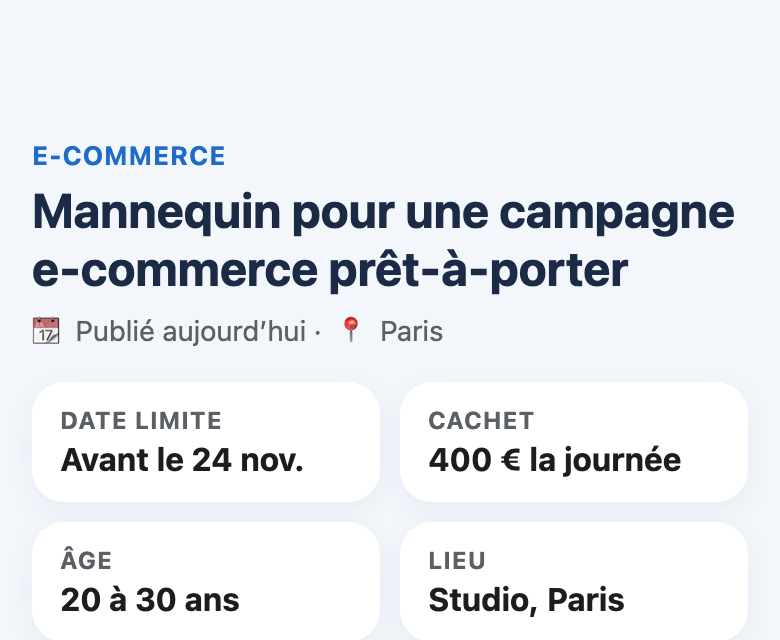 E-COMMERCE
Mannequin pour une campagne
e-commerce prêt-à-porter
📆 Publié aujourd’hui · 📍 Paris
DATE LIMITE
Avant le 24 nov.
CACHET
400 € la journée
ÂGE
20 à 30 ans
LIEU
Studio, Paris